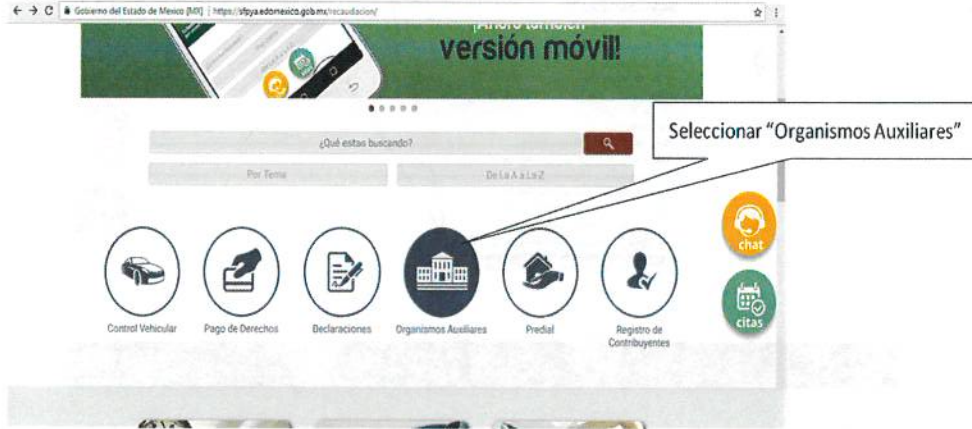 Gobierno del Estado de Mexico [MX] | https://sfpya.edomexico.gob.mx/recaudacion/
versión móvil!
¿Qué estas buscando?
Por Tema
De La A a La Z
Seleccionar “Organismos Auxiliares”
chat
citas
Control Vehicular
Pago de Derechos
Declaraciones
Organismos Auxiliares
Predial
Registro de
Contribuyentes